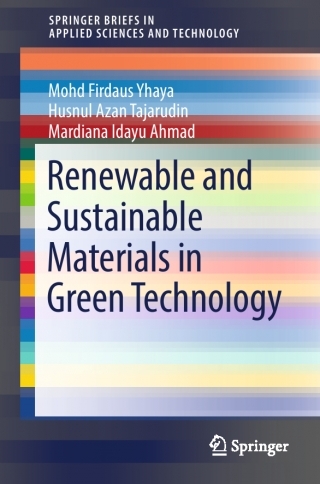 SPRINGER BRIEFS IN
APPLIED SCIENCES AND TECHNOLOGY
Mohd Firdaus Yhaya
Husnul Azan Tajarudin
Mardiana Idayu Ahmad
Renewable and
Sustainable
Materials in
Green Technology
Springer